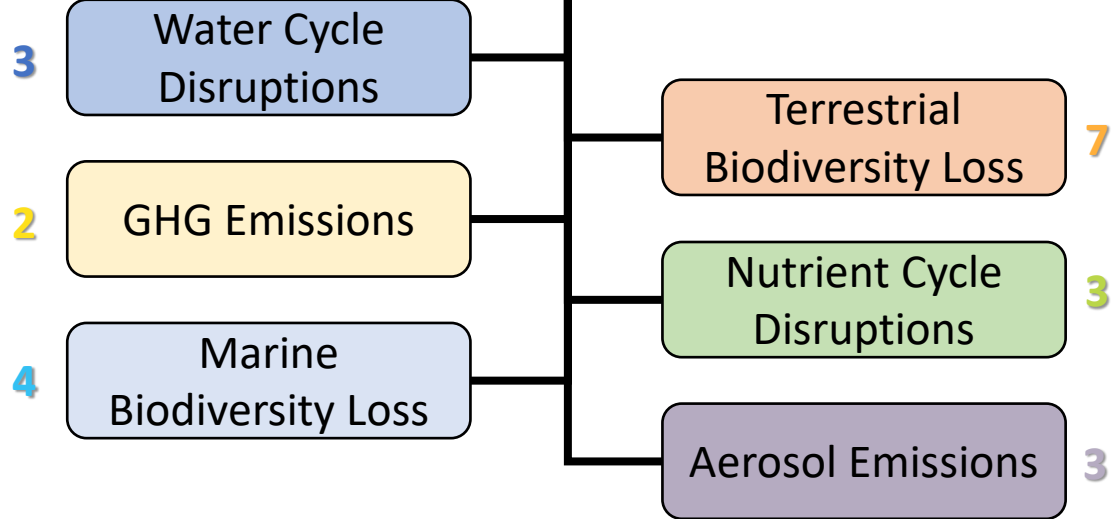 3
Water Cycle
Disruptions
Terrestrial
Biodiversity Loss
7
2
GHG Emissions
Nutrient Cycle
Disruptions
3
4
Marine
Biodiversity Loss
Aerosol Emissions
3